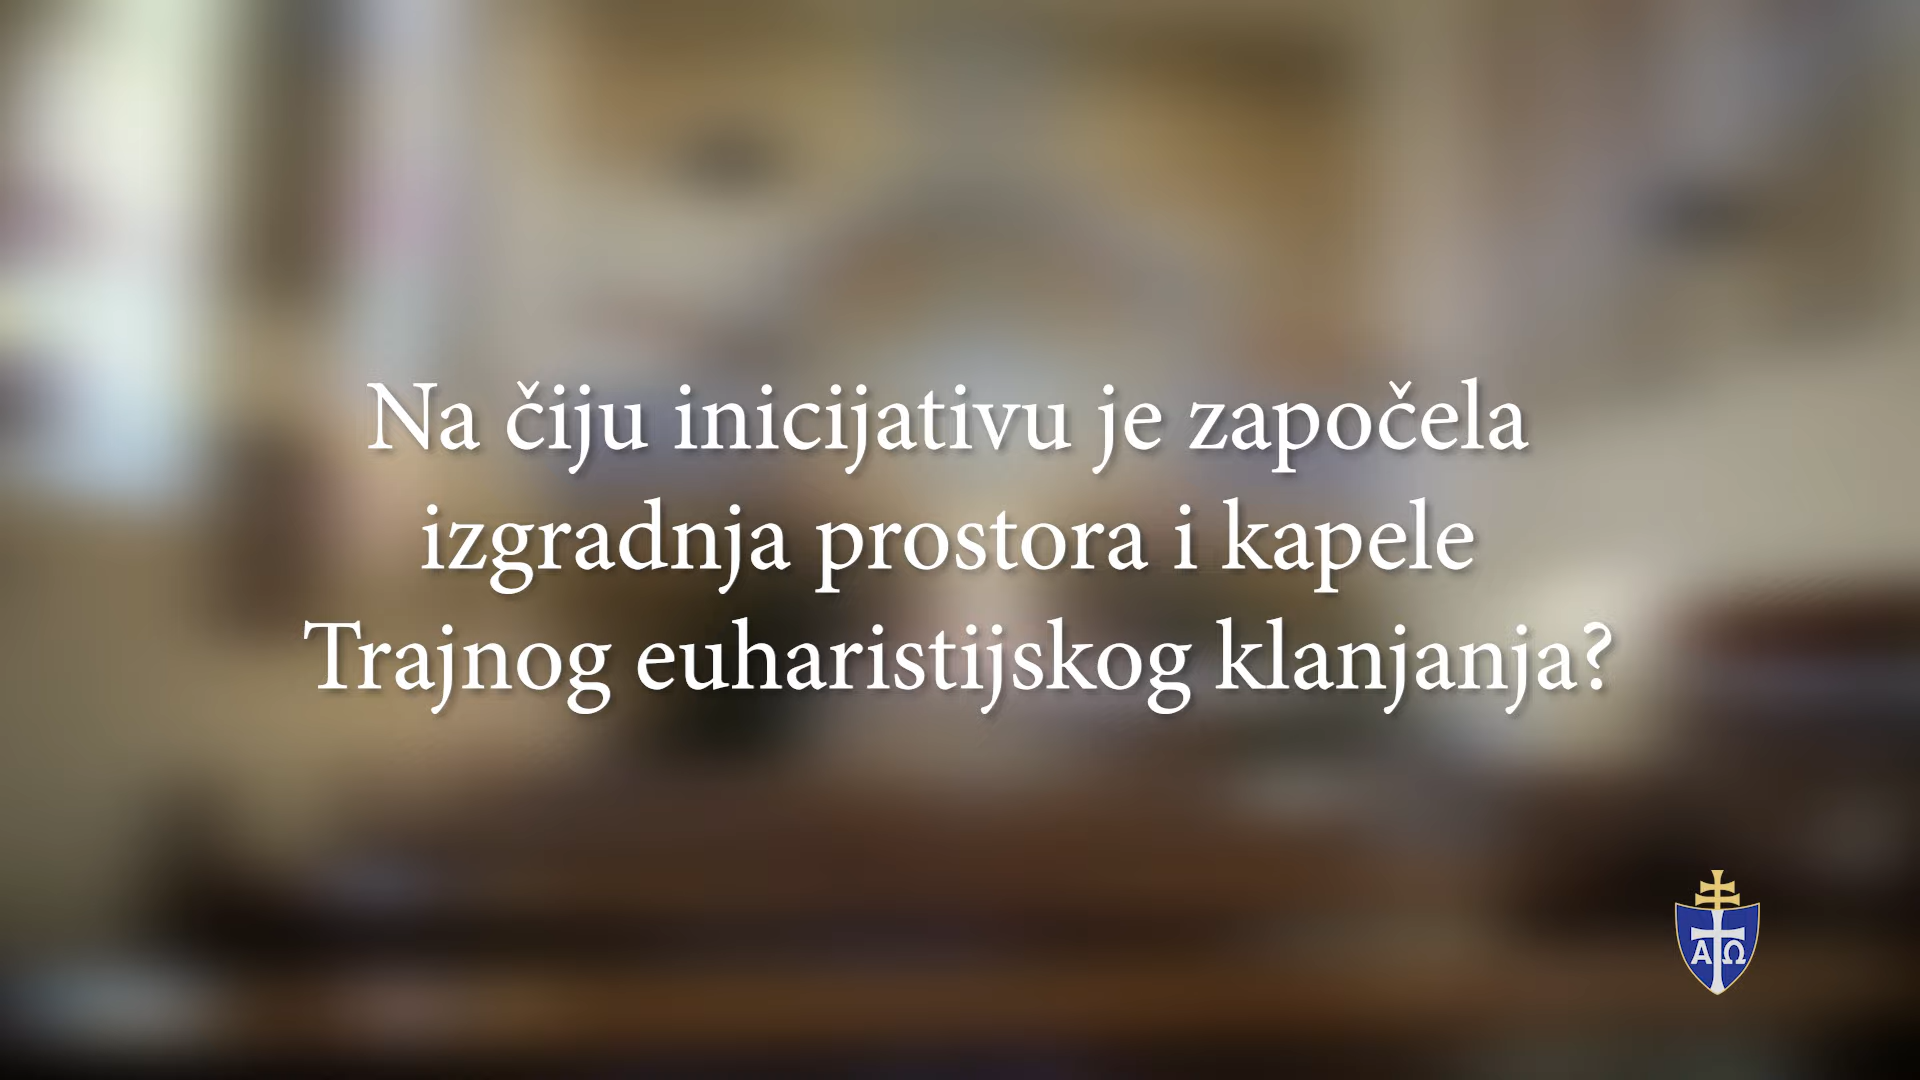 Na čiju inicijativu je započela
izgradnja prostora i kapele
Trajnog euharistijskog klanjanja?
Α Ω